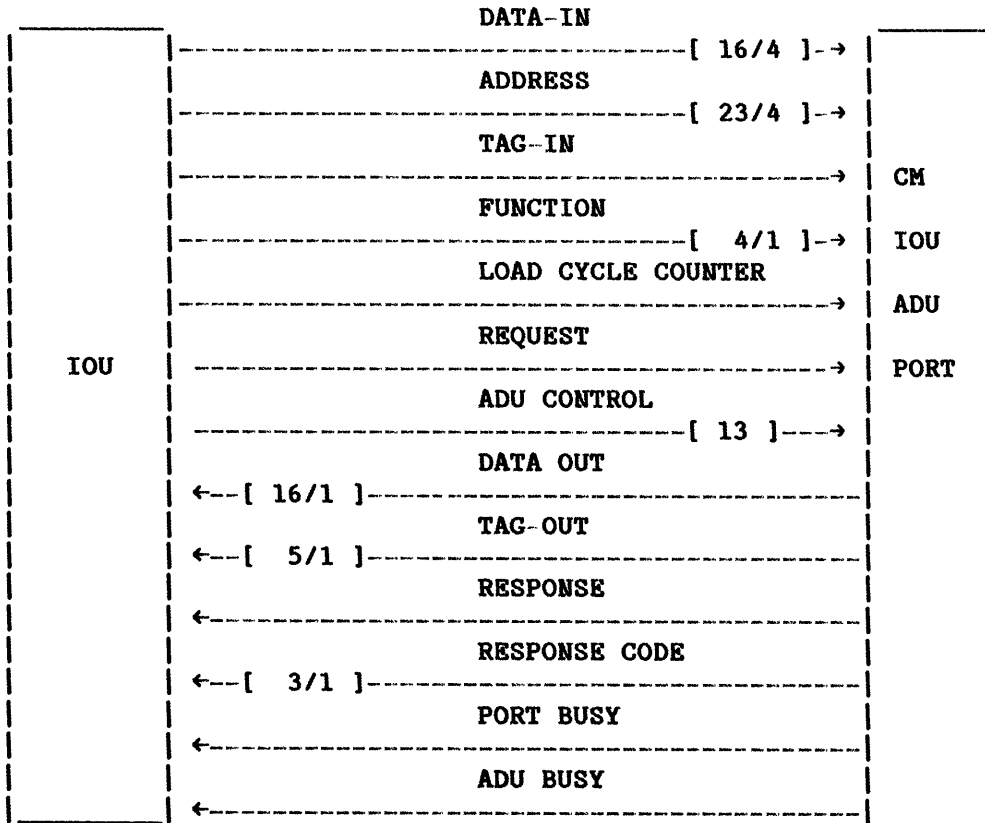 DATA-IN
[ 16/4 ]
ADDRESS
[ 23/4 ]
TAG-IN
CM
FUNCTION
[ 4/1 ] IOU
LOAD CYCLE COUNTER
ADU
REQUEST
IOU PORT
ADU CONTROL
[ 13 ]
DATA OUT
[ 16/1 ]
TAG-OUT
[ 5/1 ]
RESPONSE
RESPONSE CODE
[ 3/1 ]
PORT BUSY
ADU BUSY